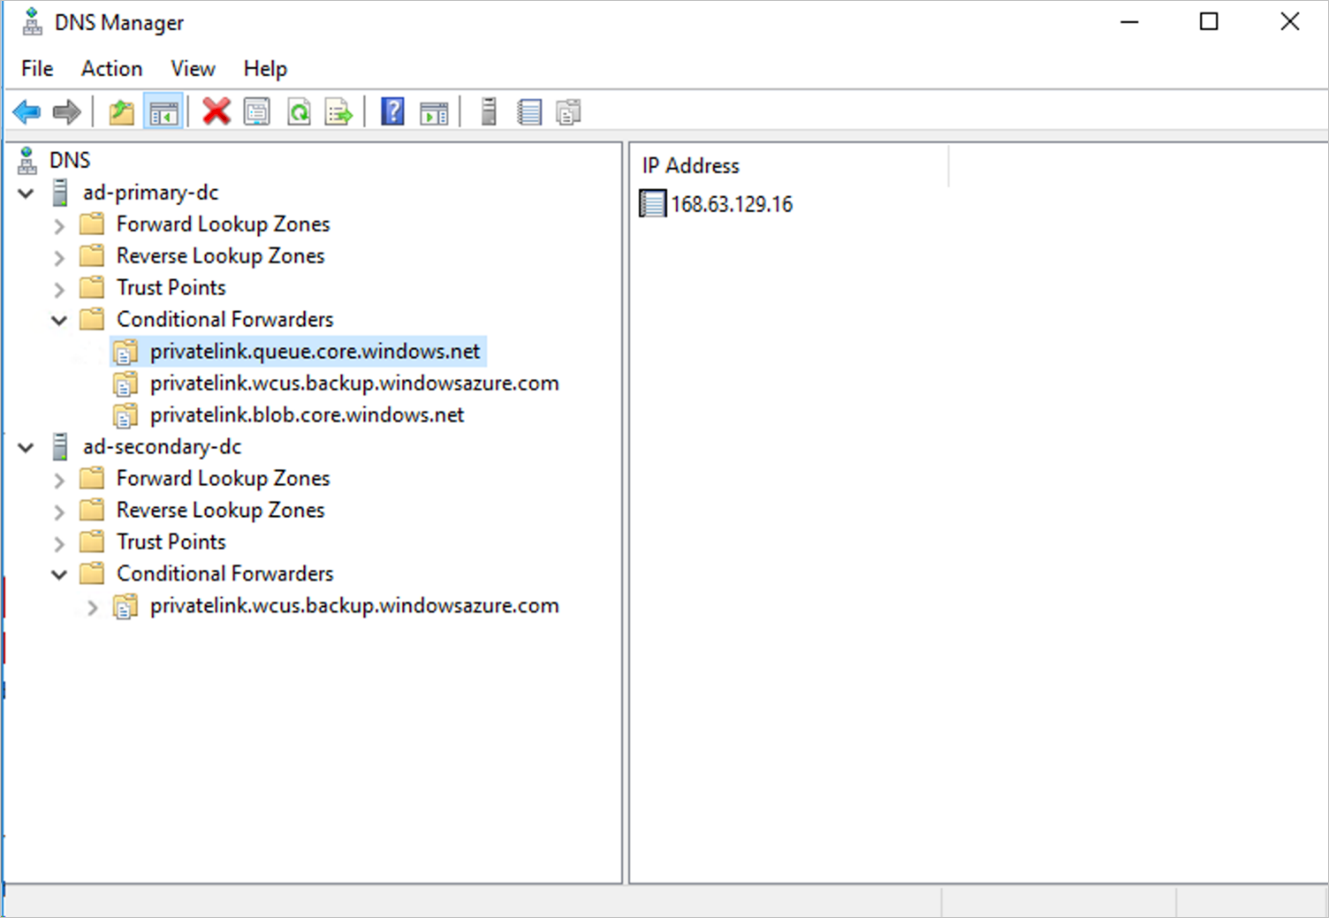 DNS Manager
File Action View Help
DNS
ad-primary-dc
Forward Lookup Zones
Reverse Lookup Zones
Trust Points
Conditional Forwarders
privatelink.queue.core.windows.net
privatelink.wcus.backup.windowsazure.com
privatelink.blob.core.windows.net
ad-secondary-dc
Forward Lookup Zones
Reverse Lookup Zones
Trust Points
Conditional Forwarders
privatelink.wcus.backup.windowsazure.com
IP Address
168.63.129.16